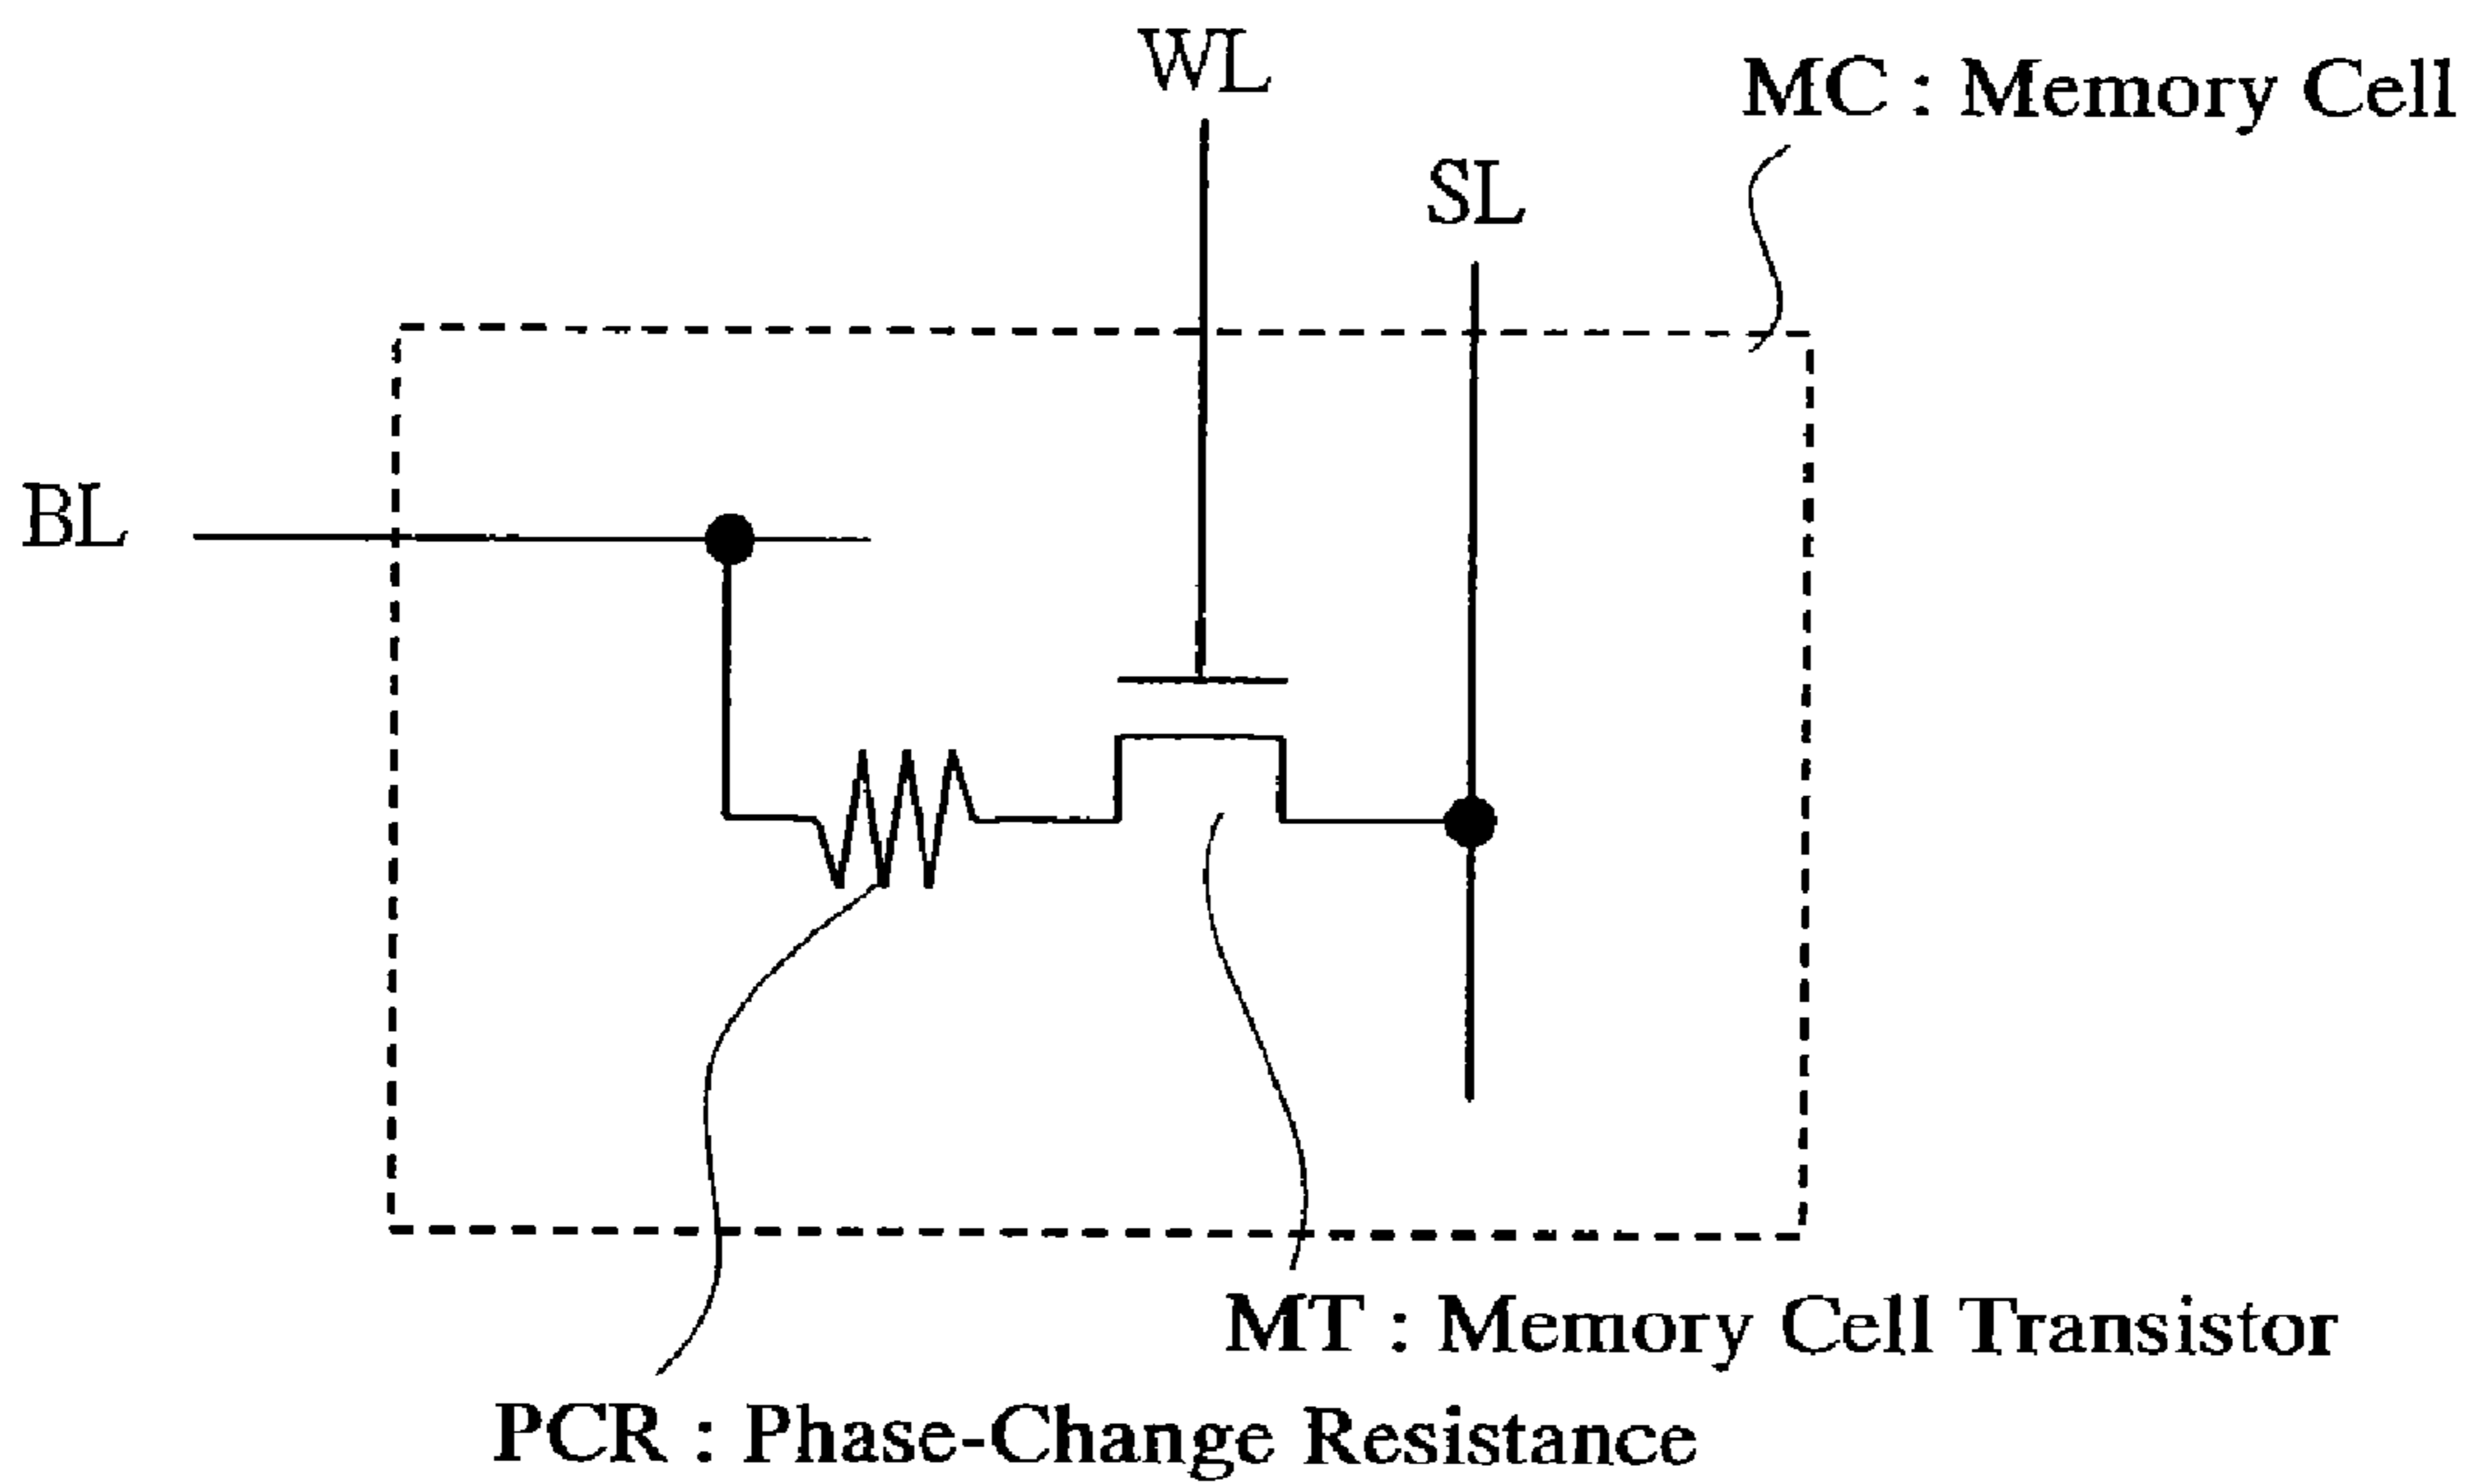 WL
MC : Memory Cell
SL
BL
MT : Memory Cell Transistor
PCR : Phase-Change Resistance